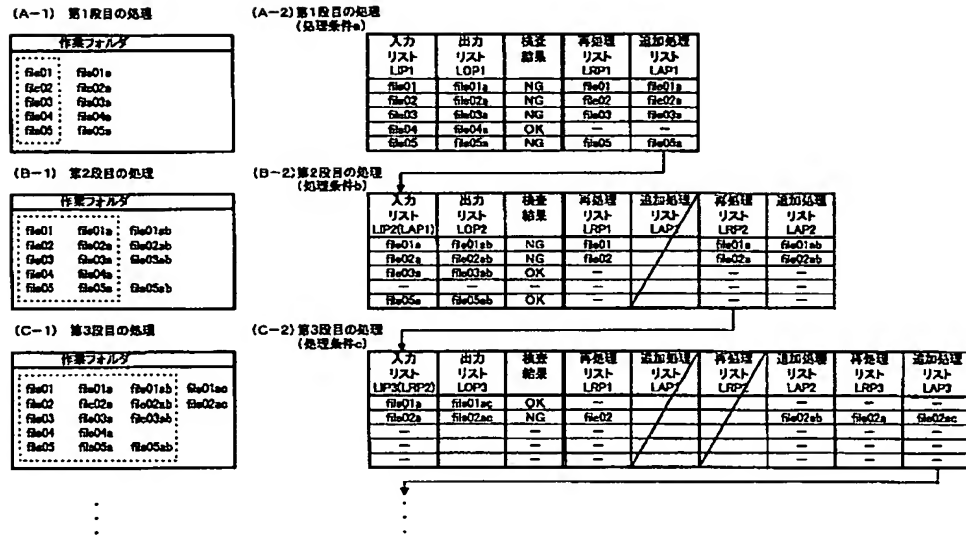 (A-1) 第1段目の処理
作業フォルダ
file01 file01a
file02 file02a
file03 file03a
file04 file04a
file05 file05a
(A-2) 第1段目の処理
(処理条件a)
入力 出力 検査 再処理 追加処理
リスト リスト 結果 リスト リスト
LIP1 LOP1 LRP1 LAP1
file01 file01a NG file01 file01a
file02 file02a NG file02 file02a
file03 file03a NG file03 file03a
file04 file04a OK — —
file05 file05a NG file05 file05a
(B-1) 第2段目の処理
作業フォルダ
file01 file01a file01ab
file02 file02a file02ab
file03 file03a file03ab
file04 file04a
file05 file05a file05ab
(B-2) 第2段目の処理
(処理条件b)
入力 出力 検査 再処理 追加処理 再処理 追加処理
リスト リスト 結果 リスト リスト リスト リスト
LIP2(LAP1) LOP2 LRP1 LAP1 LRP2 LAP2
file01a file01ab NG file01 file01a file01ab
file02a file02ab NG file02 file02a file02ab
file03a file03ab OK — — —
— — — — — —
file05a file05ab OK — — —
(C-1) 第3段目の処理
作業フォルダ
file01 file01a file01ab file01ac
file02 file02a file02ab file02ac
file03 file03a file03ab
file04 file04a
file05 file05a file05ab
(C-2) 第3段目の処理
(処理条件c)
入力 出力 検査 再処理 追加処理 再処理 追加処理 再処理 追加処理
リスト リスト 結果 リスト リスト リスト リスト リスト リスト
LIP3(LRP2) LOP3 LRP1 LAP1 LRP2 LAP2 LRP3 LAP3
file01a file01ac OK — — — —
file02a file02ac NG file02 file02ab file02a file02ac
— — — — — — —
— — — — — — —
— — — — — — —